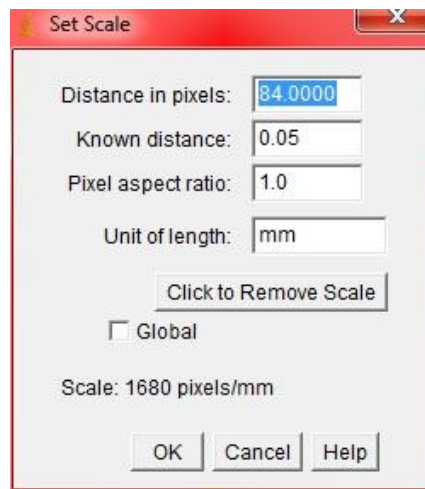 Set Scale
X
Distance in pixels: 84.0000
Known distance: 0.05
Pixel aspect ratio: 1.0
Unit of length: mm
Click to Remove Scale
Global
Scale: 1680 pixels/mm
OK Cancel Help